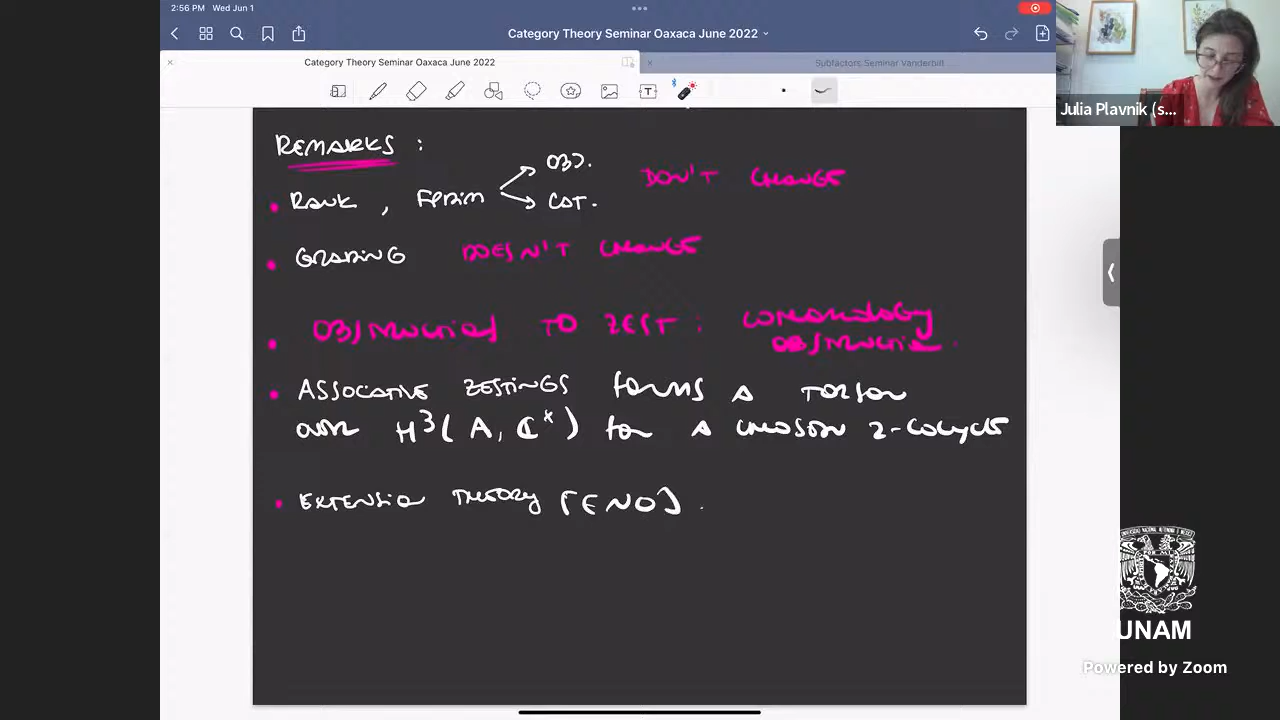 2:56 PM Wed Jun 1
Category Theory Seminar Oaxaca June 2022
Category Theory Seminar Oaxaca June 2022
Subfactors Seminar Vanderbilt
Julia Plavnik (s...
REMARKS :
OBJ.
DON'T CHANGE
• RANK , FPDIM
CAT.
• GRADING DOESN'T CHANGE
• OBSTRUCTION TO ZEST : COHOMOLOGY
OBSTRUCTION .
• ASSOCIATIVE ZESTINGS FORMS A TORSOR
OVER H³( A, ℂ* ) FOR A CHOSEN 2-COCYCLE
• EXTENSION THEORY [ENO] .
UNAM
Powered by Zoom